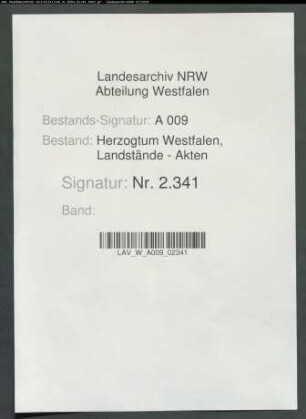 Landesarchiv NRW
Abteilung Westfalen
Bestands-Signatur: A 009
Bestand: Herzogtum Westfalen,
Landstände - Akten
Signatur: Nr. 2.341
Band:
LAV_W_A009_02341